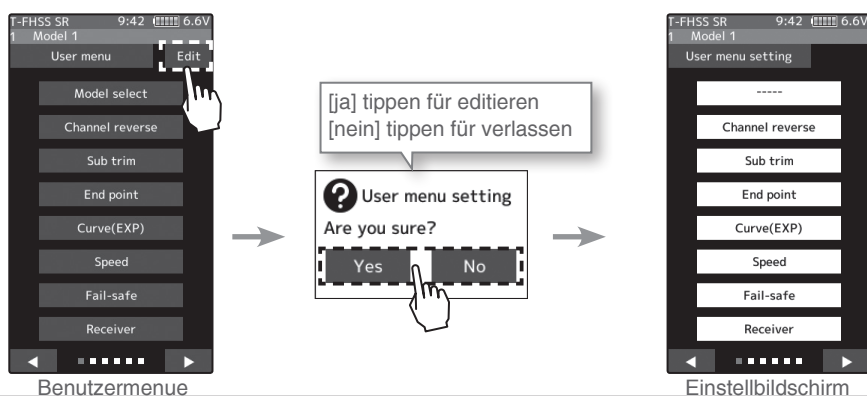 T-FHSS SR 9:42 6.6V
1 Model 1
User menu Edit
Model select
Channel reverse
Sub trim
End point
Curve(EXP)
Speed
Fail-safe
Receiver
Benutzermenue
[ja] tippen für editieren
[nein] tippen für verlassen
? User menu setting
Are you sure?
Yes No
T-FHSS SR 9:42 6.6V
1 Model 1
User menu setting
-----
Channel reverse
Sub trim
End point
Curve(EXP)
Speed
Fail-safe
Receiver
Einstellbildschirm